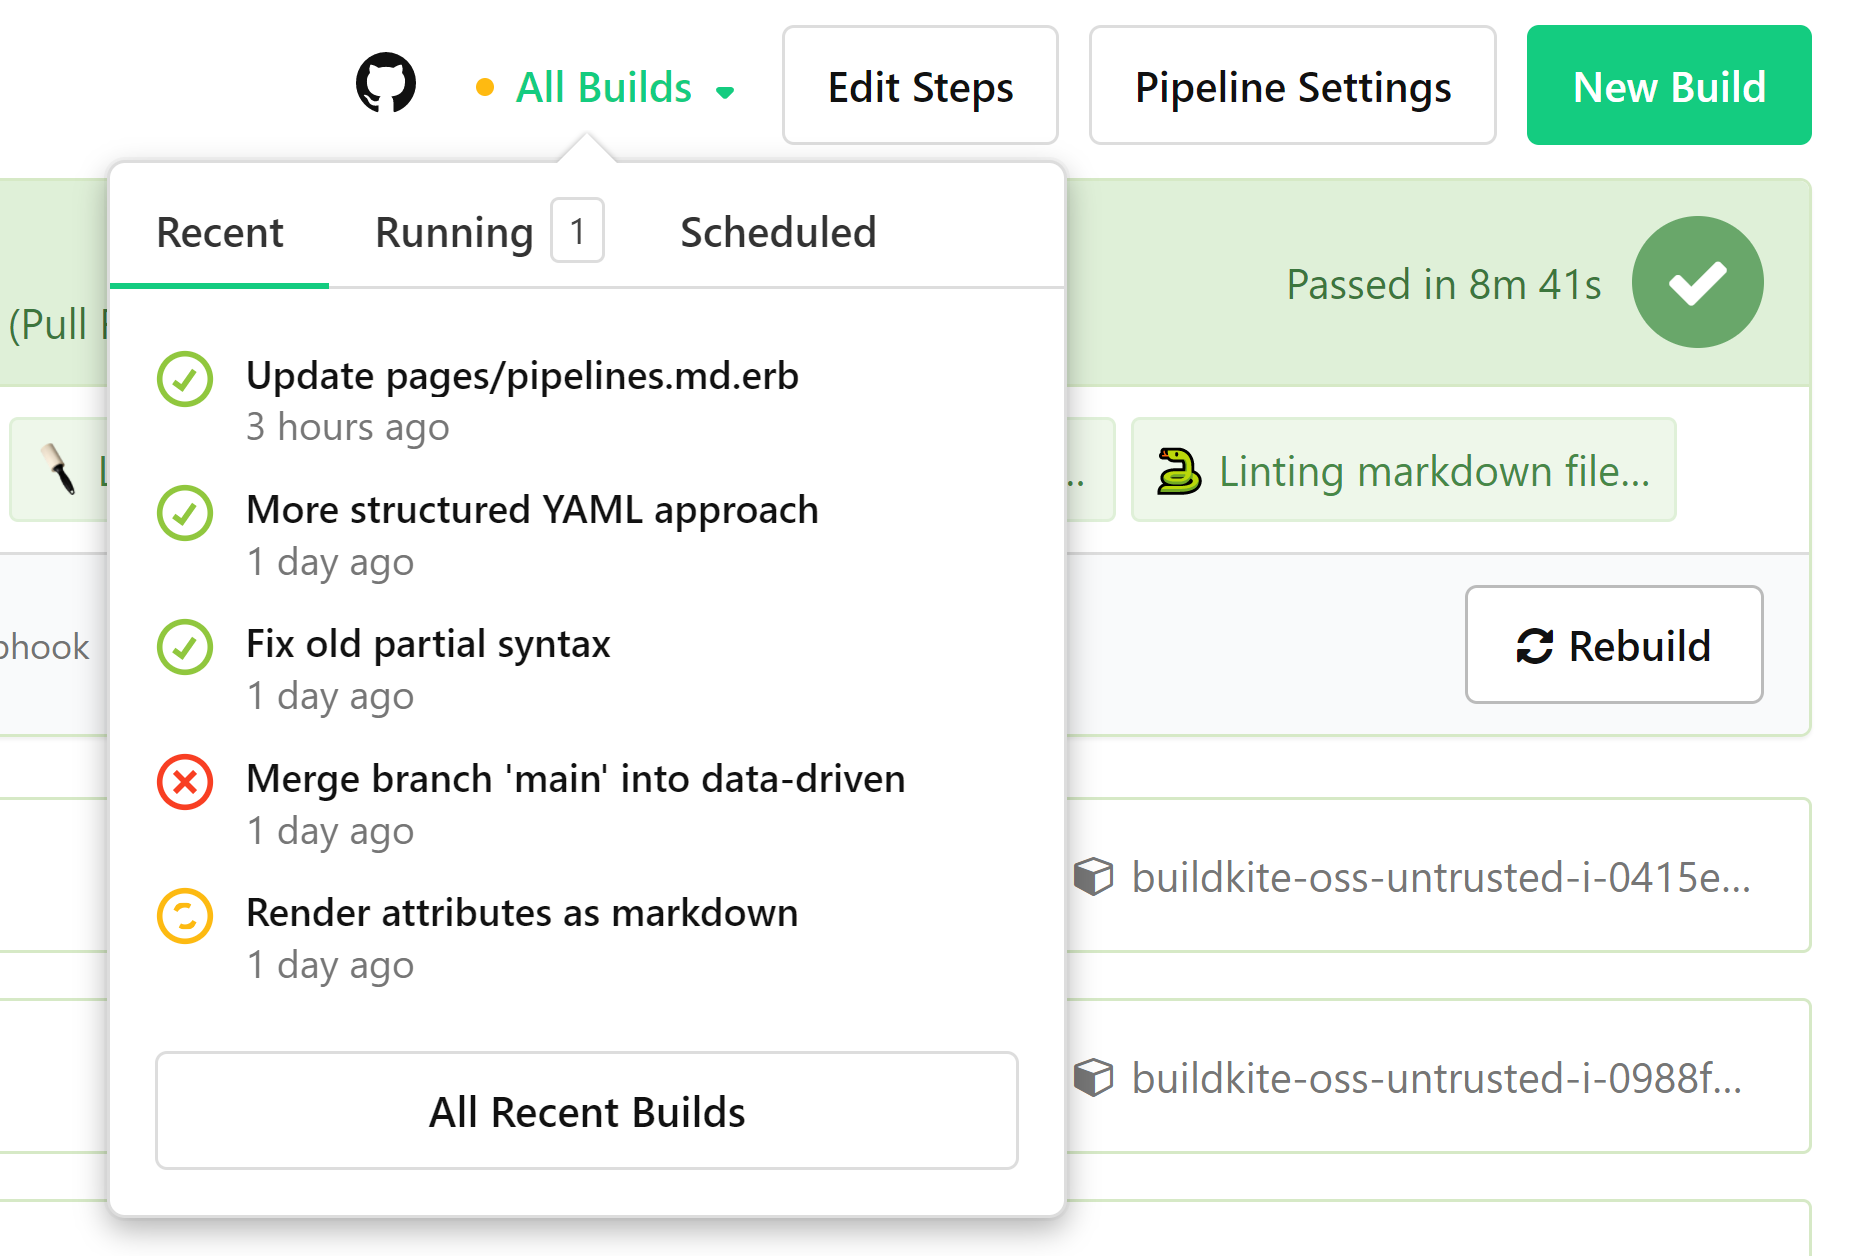 All Builds
Edit Steps
Pipeline Settings
New Build
Recent
Running 1
Scheduled
Passed in 8m 41s
(Pull
Update pages/pipelines.md.erb
3 hours ago
Linting markdown file...
More structured YAML approach
1 day ago
Fix old partial syntax
1 day ago
Rebuild
Merge branch 'main' into data-driven
1 day ago
buildkite-oss-untrusted-i-0415e...
Render attributes as markdown
1 day ago
buildkite-oss-untrusted-i-0988f...
All Recent Builds